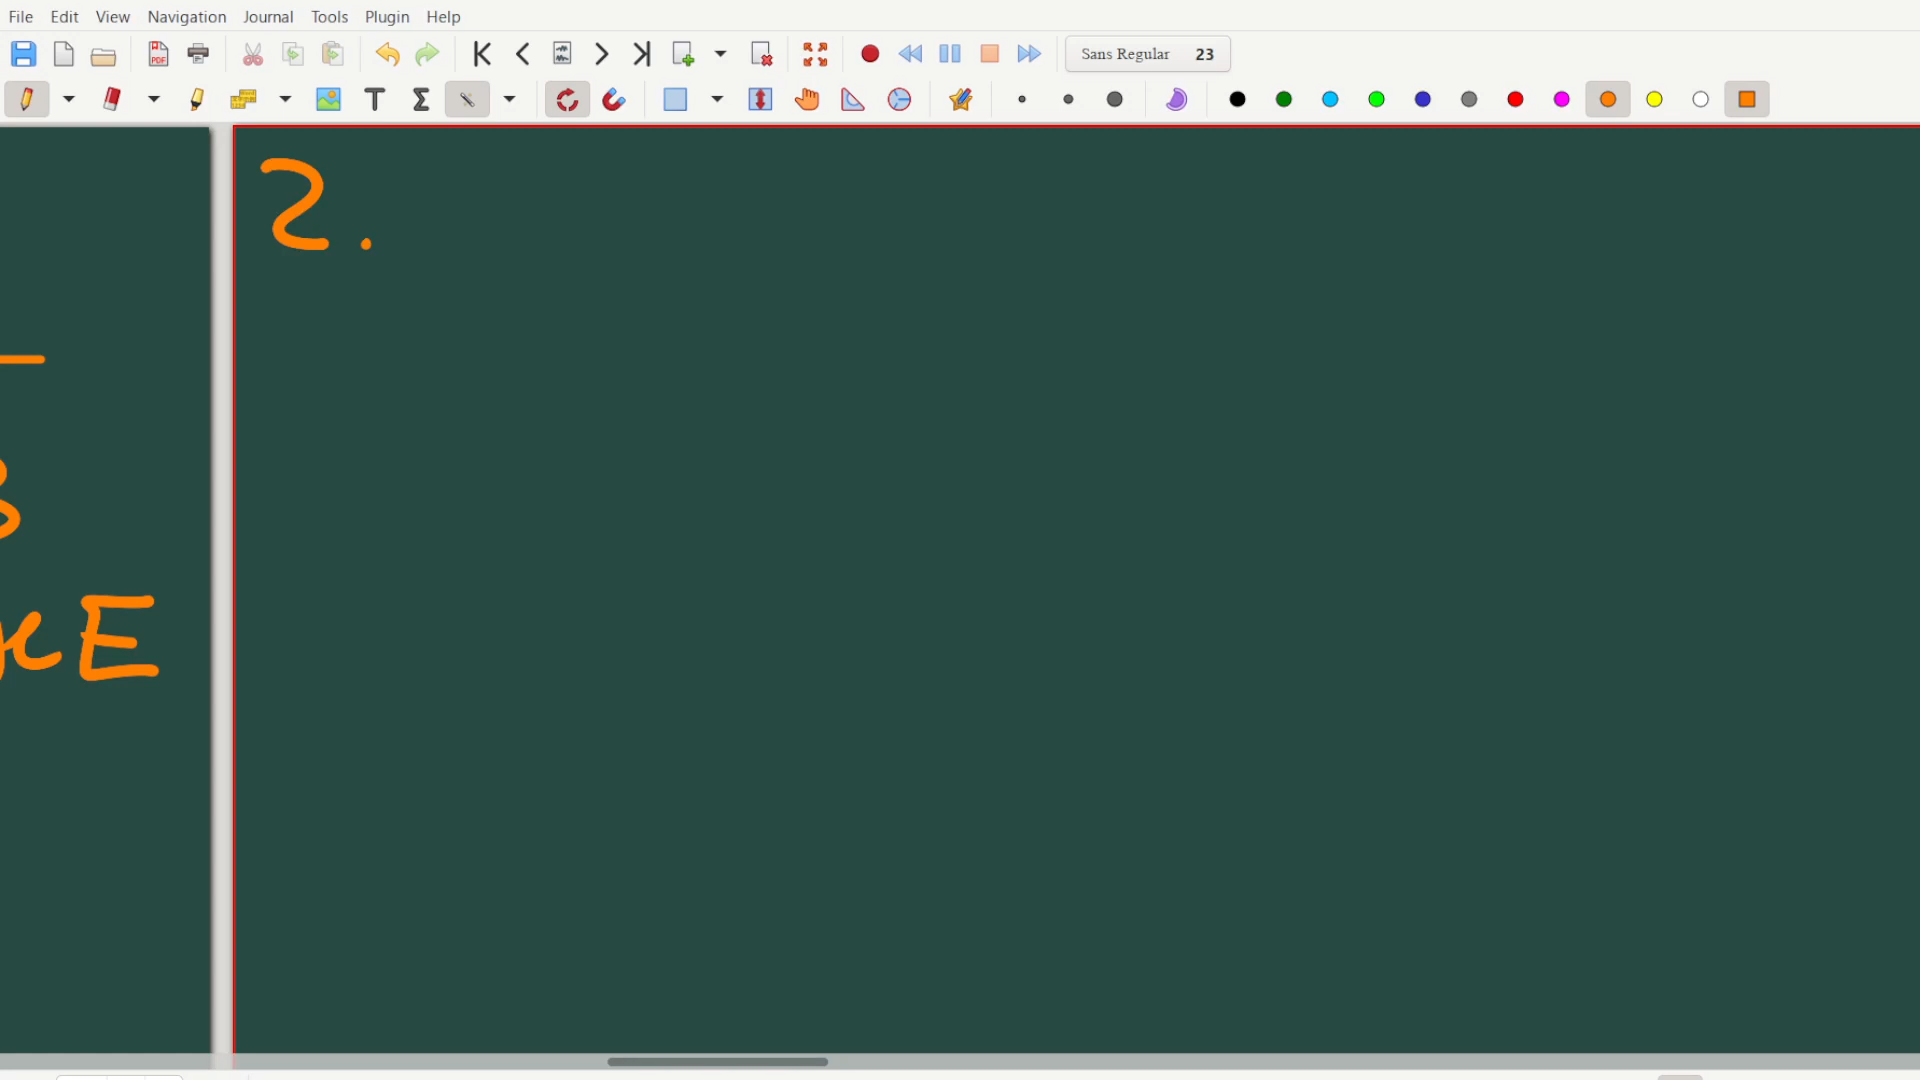 File Edit View Navigation Journal Tools Plugin Help
Sans Regular 23
2.
E